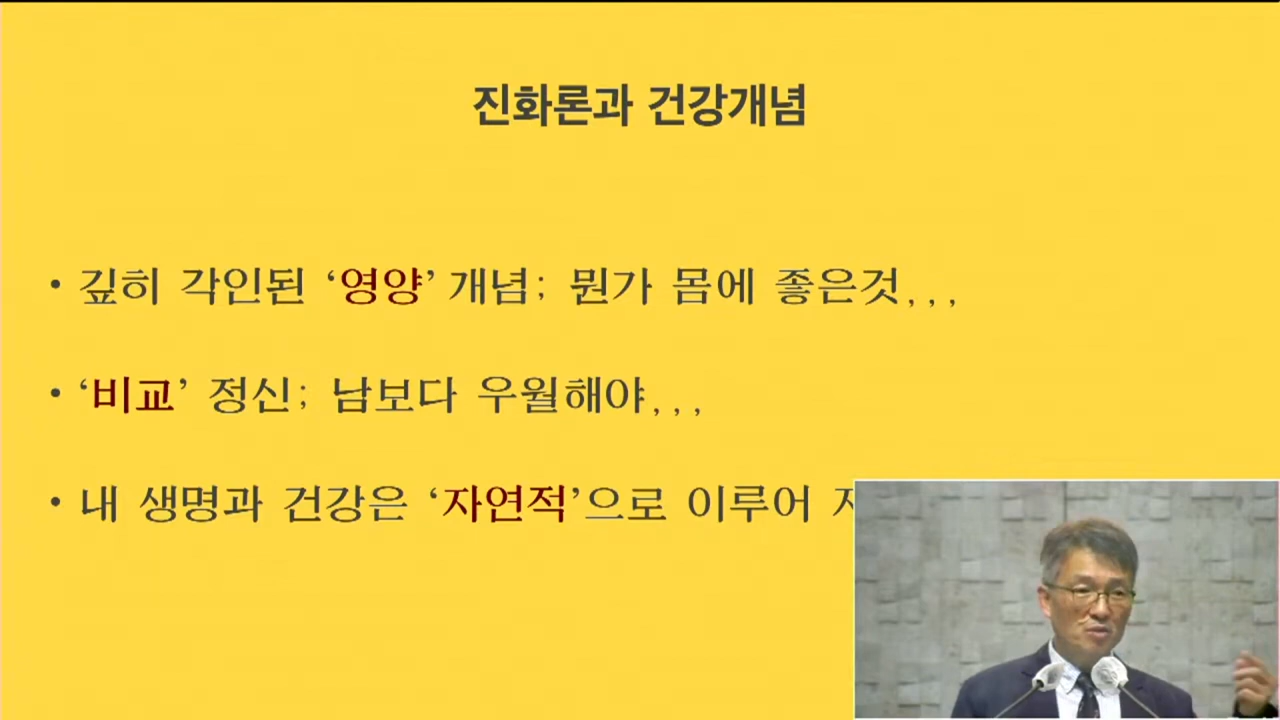 진화론과 건강개념
• 깊히 각인된 ‘영양’ 개념; 뭔가 몸에 좋은것, , ,
• ‘비교’ 정신; 남보다 우월해야, , ,
• 내 생명과 건강은 ‘자연적’으로 이루어